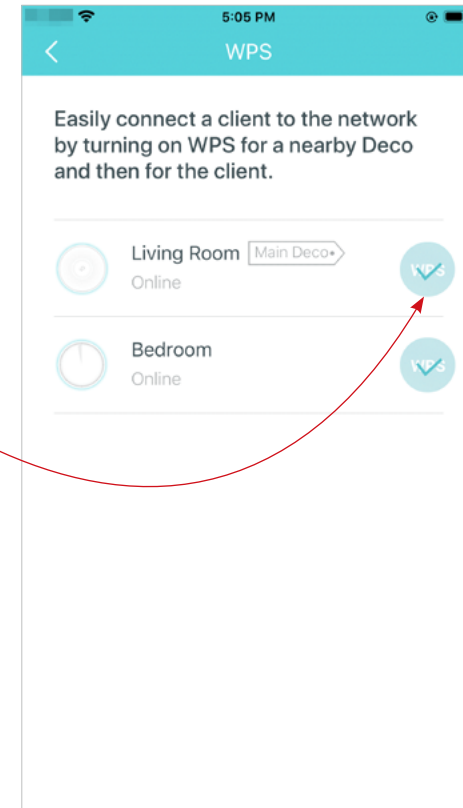 5:05 PM
WPS
Easily connect a client to the network
by turning on WPS for a nearby Deco
and then for the client.
Living Room Main Deco
Online
WPS
Bedroom
Online
WPS